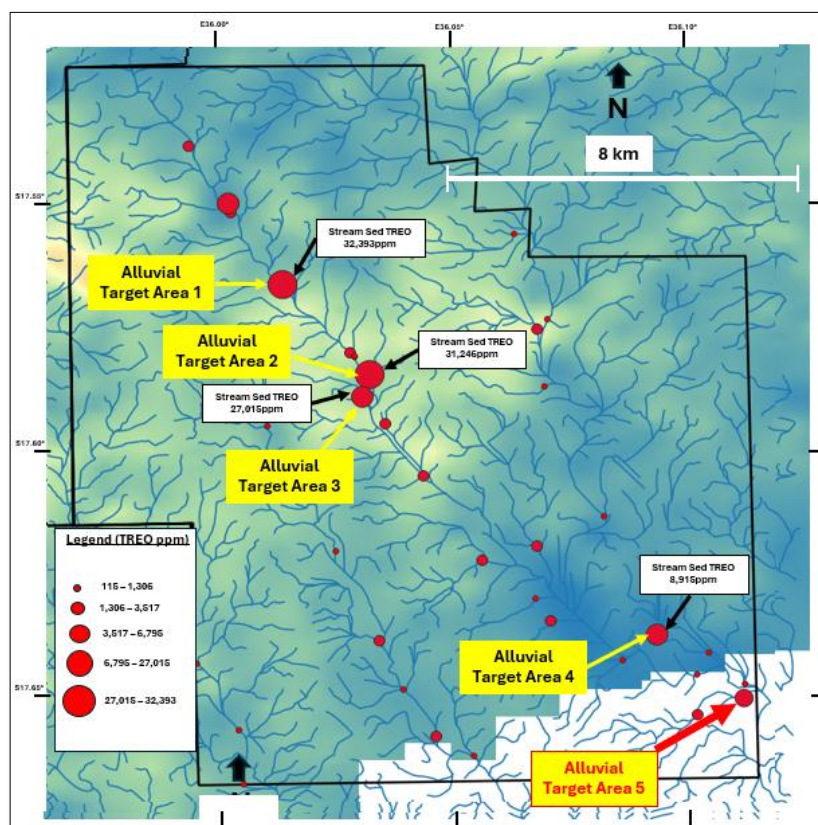 E36.00°
E36.05°
E36.10°
N
8 km
S17.55°
Stream Sed TREO
32,393ppm
Alluvial
Target Area 1
Alluvial
Target Area 2
Stream Sed TREO
31,246ppm
Stream Sed TREO
27,015ppm
S17.60°
Alluvial
Target Area 3
Legend (TREO ppm)
115 – 1,306
1,306 – 3,517
3,517 – 6,795
6,795 – 27,015
27,015 – 32,393
Stream Sed TREO
8,915ppm
Alluvial
Target Area 4
S17.65°
Alluvial
Target Area 5